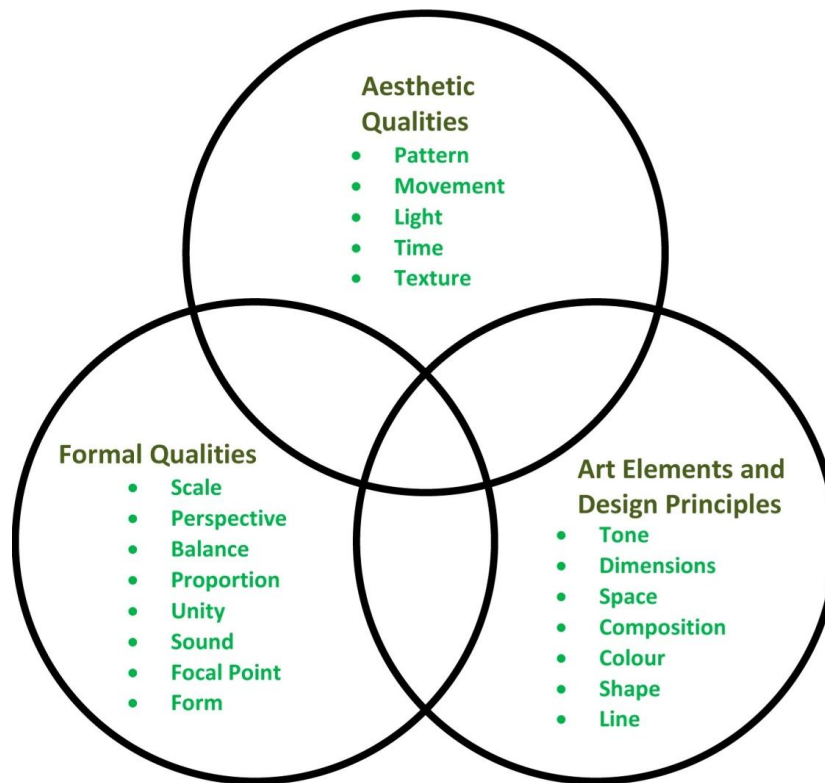 Aesthetic
Qualities
• Pattern
• Movement
• Light
• Time
• Texture
Formal Qualities
• Scale
• Perspective
• Balance
• Proportion
• Unity
• Sound
• Focal Point
• Form
Art Elements and
Design Principles
• Tone
• Dimensions
• Space
• Composition
• Colour
• Shape
• Line